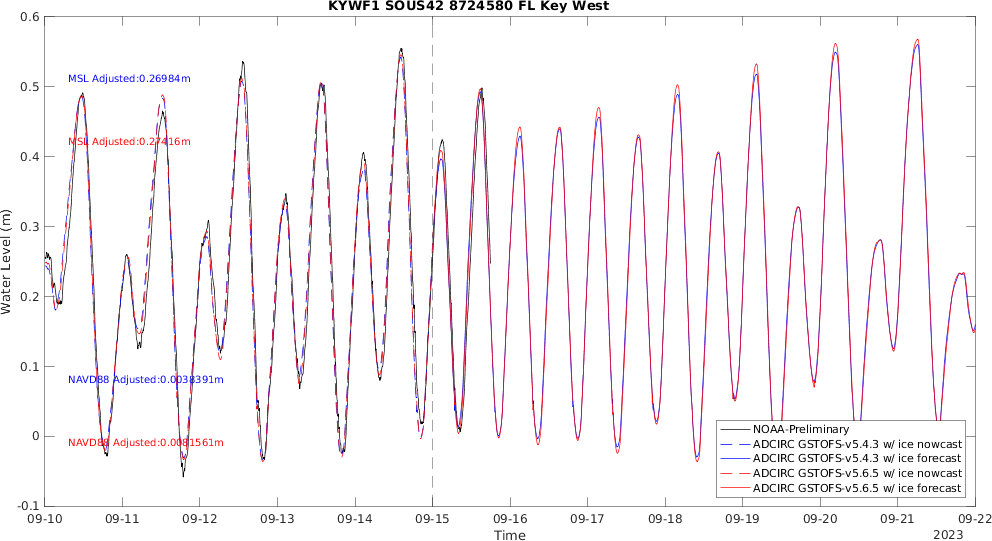 KYWF1 SOUS42 8724580 FL Key West
0.6
0.5
0.4
0.3
0.2
0.1
0
-0.1
Water Level (m)
MSL Adjusted:0.26984m
MSL Adjusted:0.27416m
NAVD88 Adjusted:0.0038391m
NAVD88 Adjusted:0.0081561m
NOAA-Preliminary
ADCIRC GSTOFS-v5.4.3 w/ ice nowcast
ADCIRC GSTOFS-v5.4.3 w/ ice forecast
ADCIRC GSTOFS-v5.6.5 w/ ice nowcast
ADCIRC GSTOFS-v5.6.5 w/ ice forecast
09-10 09-11 09-12 09-13 09-14 09-15 09-16 09-17 09-18 09-19 09-20 09-21 09-22
Time
2023